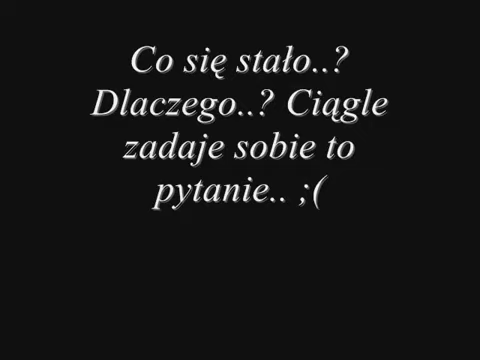 Co się stało..?
Dlaczego..? Ciągle
zadaje sobie to
pytanie.. ;(